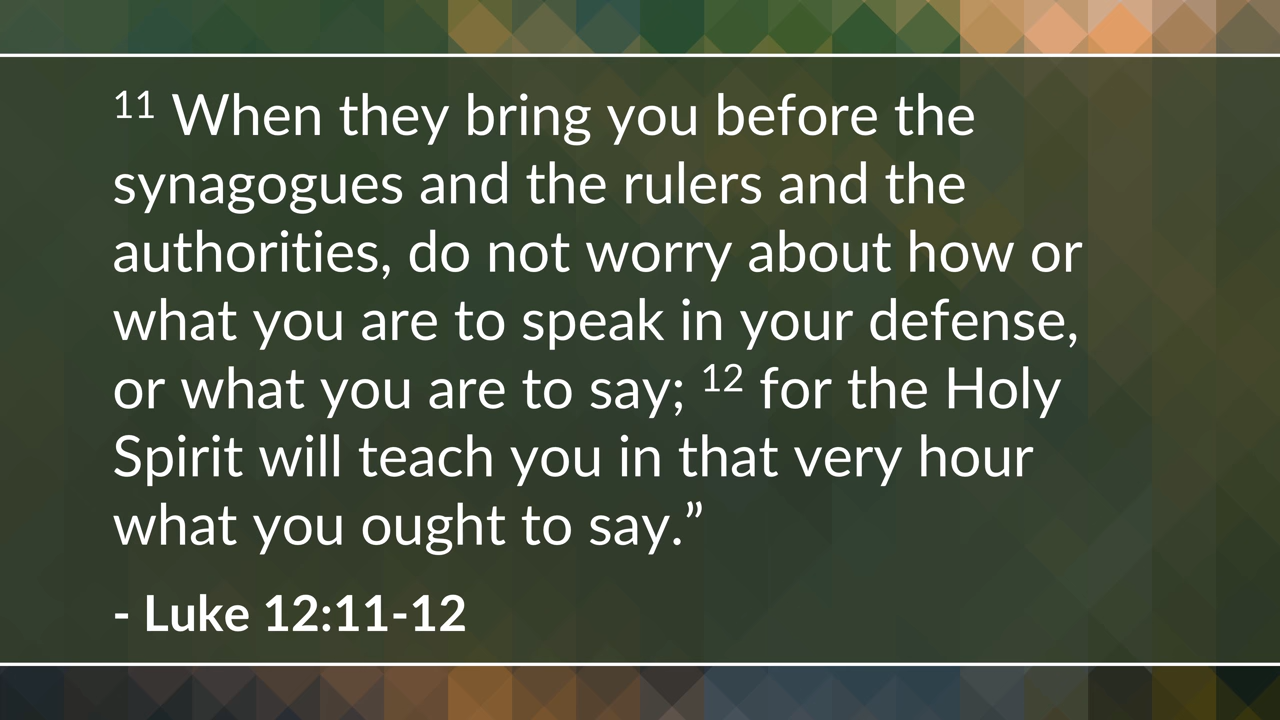 11 When they bring you before the
synagogues and the rulers and the
authorities, do not worry about how or
what you are to speak in your defense,
or what you are to say; 12 for the Holy
Spirit will teach you in that very hour
what you ought to say.”
- Luke 12:11-12